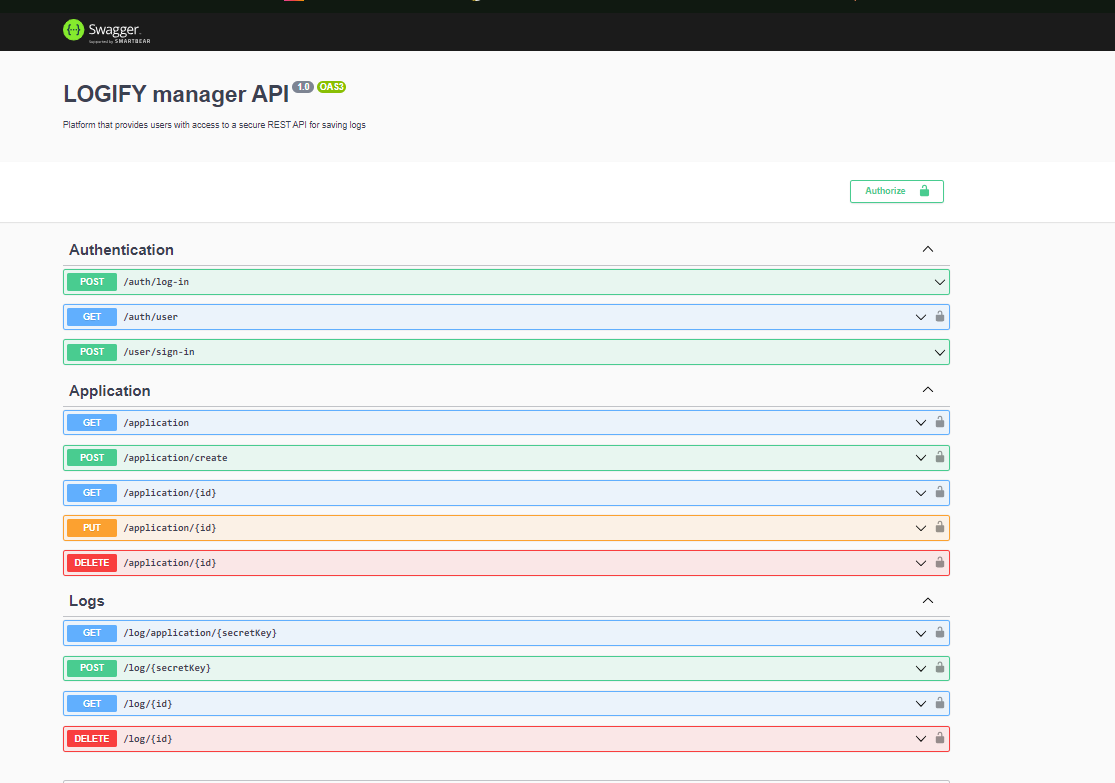 Swagger.
Supported by SMARTBEAR
LOGIFY manager API 1.0 OAS3
Platform that provides users with access to a secure REST API for saving logs
Authorize
Authentication
POST /auth/log-in
GET /auth/user
POST /user/sign-in
Application
GET /application
POST /application/create
GET /application/{id}
PUT /application/{id}
DELETE /application/{id}
Logs
GET /log/application/{secretKey}
POST /log/{secretKey}
GET /log/{id}
DELETE /log/{id}